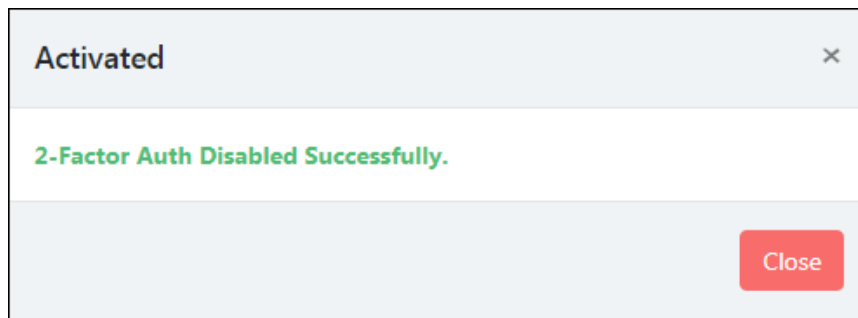 Activated
×
2-Factor Auth Disabled Successfully.
Close